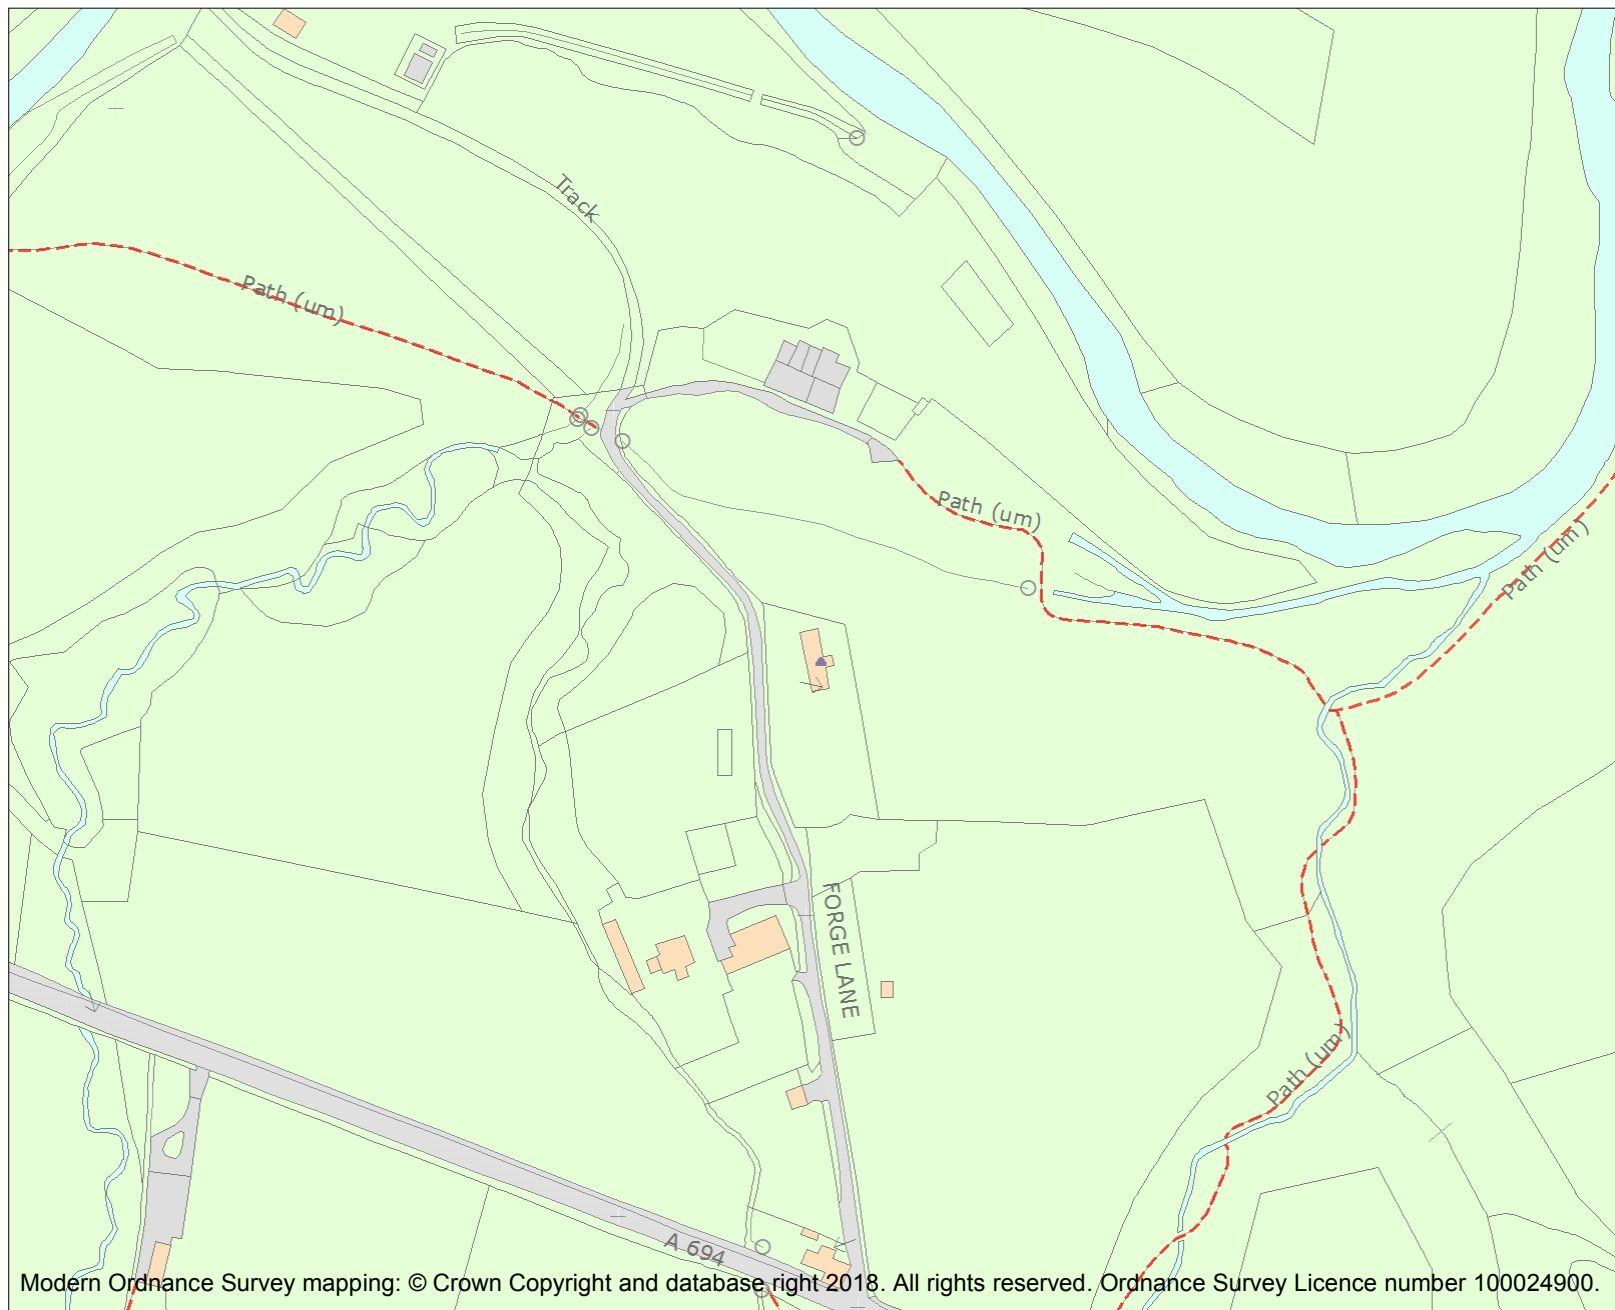 Track
Path (um)
Path (um)
Path (um)
FORGE LANE
Path (um)
A 694
Modern Ordnance Survey mapping: © Crown Copyright and database right 2018. All rights reserved. Ordnance Survey Licence number 100024900.